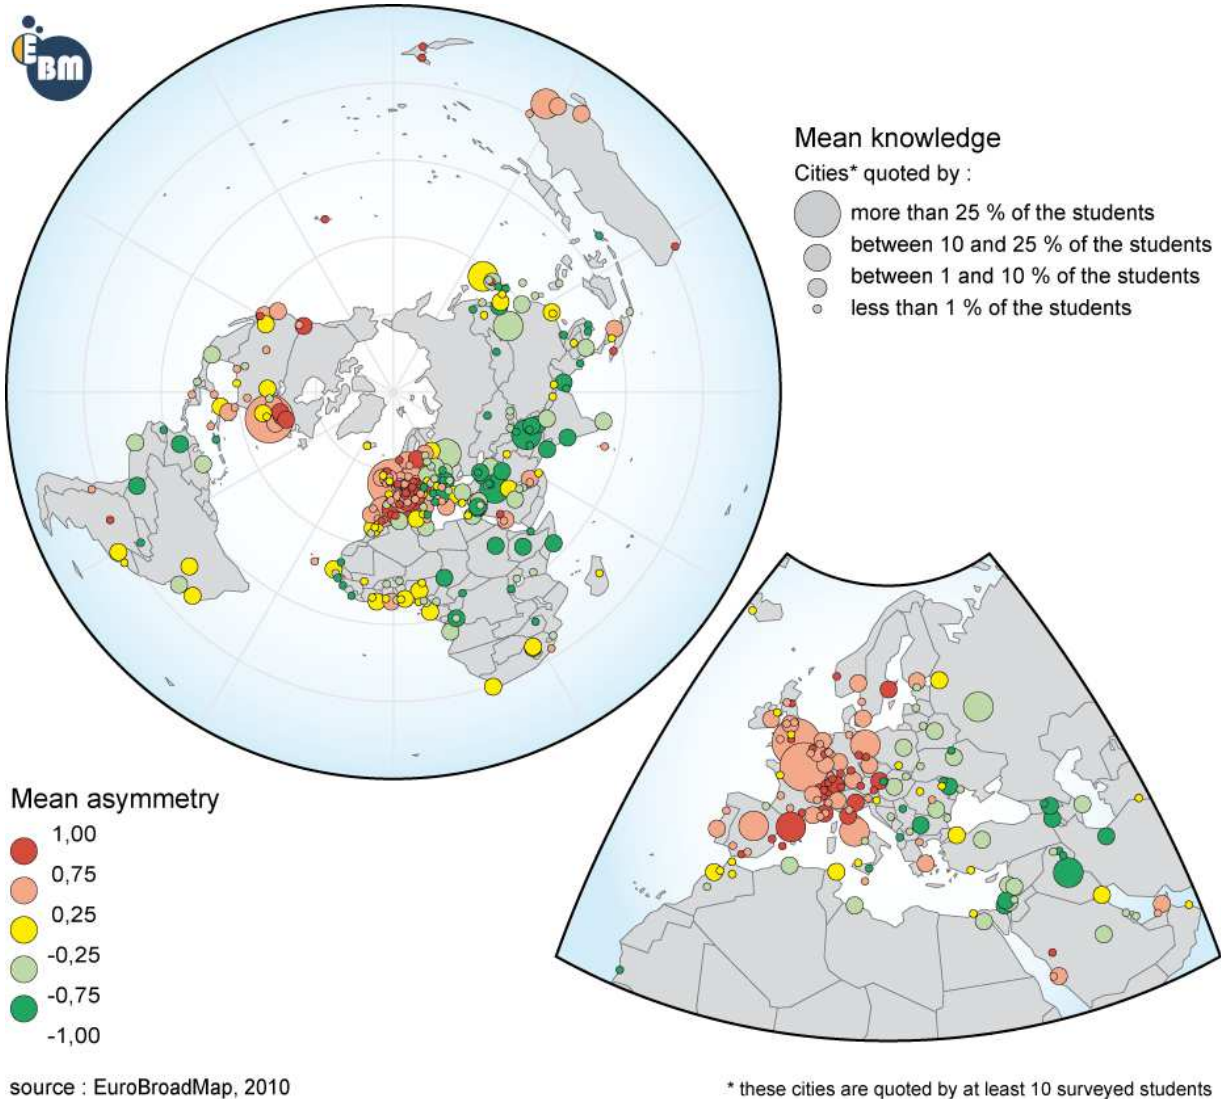 E
BM
Mean knowledge
Cities* quoted by :
more than 25 % of the students
between 10 and 25 % of the students
between 1 and 10 % of the students
less than 1 % of the students
Mean asymmetry
1,00
0,75
0,25
-0,25
-0,75
-1,00
source : EuroBroadMap, 2010
* these cities are quoted by at least 10 surveyed students